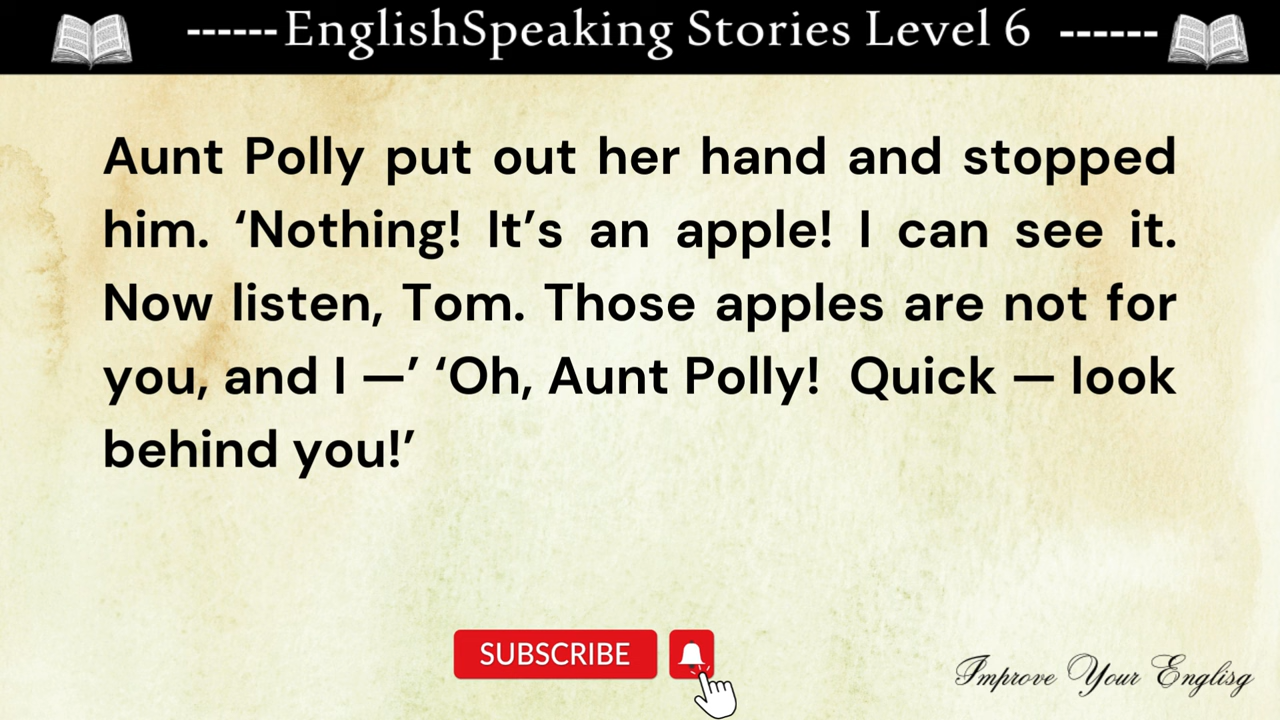 ------EnglishSpeaking Stories Level 6 ------
Aunt Polly put out her hand and stopped
him. ‘Nothing! It’s an apple! I can see it.
Now listen, Tom. Those apples are not for
you, and I —’ ‘Oh, Aunt Polly! Quick — look
behind you!’
SUBSCRIBE
Improve Your Englisg